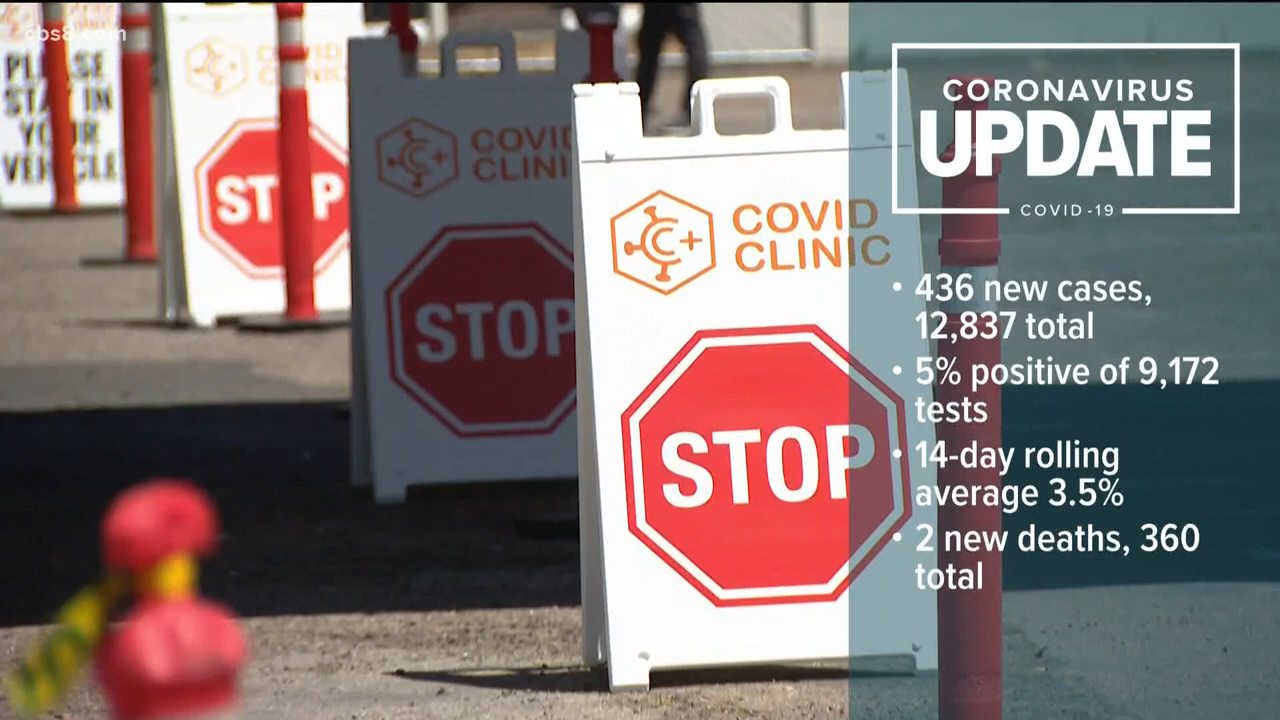 cbs8.com
PLEASE
STAY IN
YOUR
VEHICLE
COVID
CLINIC
STOP
COVID
CLINIC
STOP
COVID
CLINIC
STOP
CORONAVIRUS
UPDATE
COVID-19
• 436 new cases,
12,837 total
• 5% positive of 9,172
tests
• 14-day rolling
average 3.5%
• 2 new deaths, 360
total